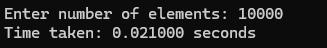 Enter number of elements: 10000
Time taken: 0.021000 seconds